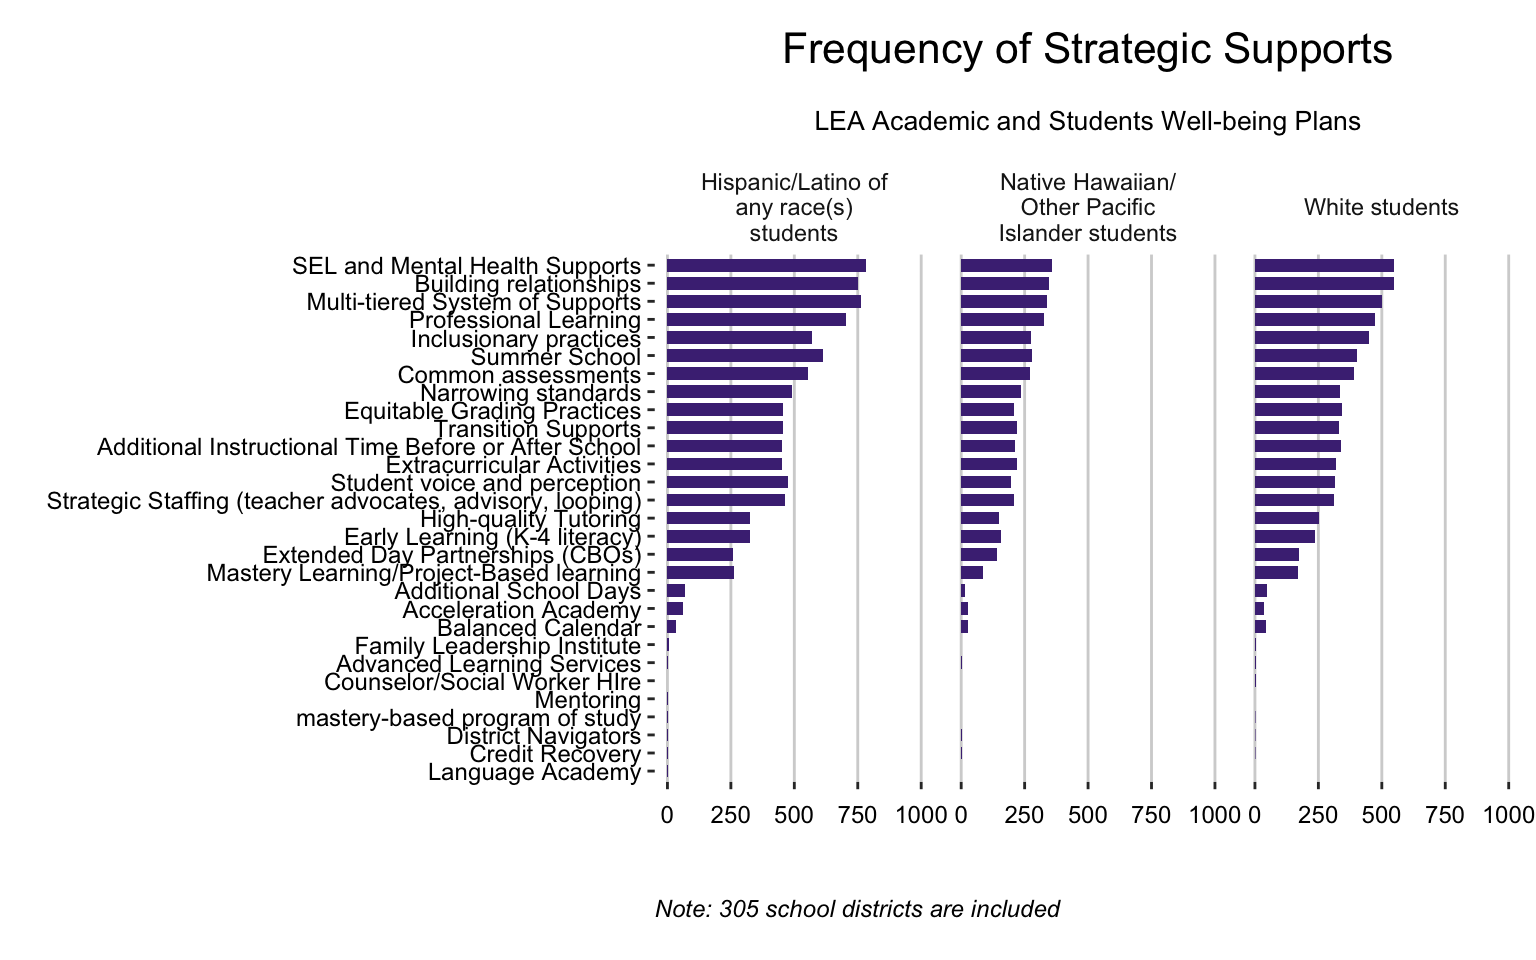 Frequency of Strategic Supports
LEA Academic and Students Well-being Plans
Hispanic/Latino of
any race(s)
students
Native Hawaiian/
Other Pacific
Islander students
White students
SEL and Mental Health Supports
Building relationships
Multi-tiered System of Supports
Professional Learning
Inclusionary practices
Summer School
Common assessments
Narrowing standards
Equitable Grading Practices
Transition Supports
Additional Instructional Time Before or After School
Extracurricular Activities
Student voice and perception
Strategic Staffing (teacher advocates, advisory, looping)
High-quality Tutoring
Early Learning (K-4 literacy)
Extended Day Partnerships (CBOs)
Mastery Learning/Project-Based learning
Additional School Days
Acceleration Academy
Balanced Calendar
Family Leadership Institute
Advanced Learning Services
Counselor/Social Worker HIre
Mentoring
mastery-based program of study
District Navigators
Credit Recovery
Language Academy
0 250 500 750 1000 0 250 500 750 1000 0 250 500 750 1000
Note: 305 school districts are included